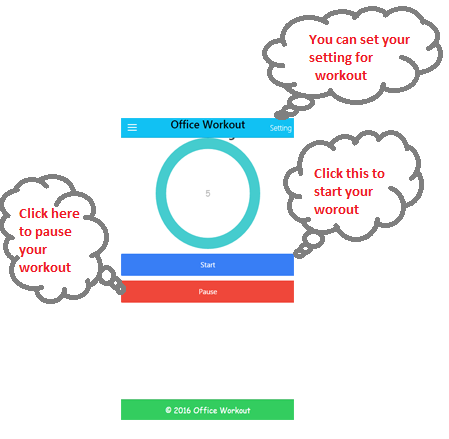 You can set your
setting for
workout
Office Workout
Setting
5
Click this to
start your
worout
Click here
to pause
your
workout
Start
Pause
© 2016 Office Workout